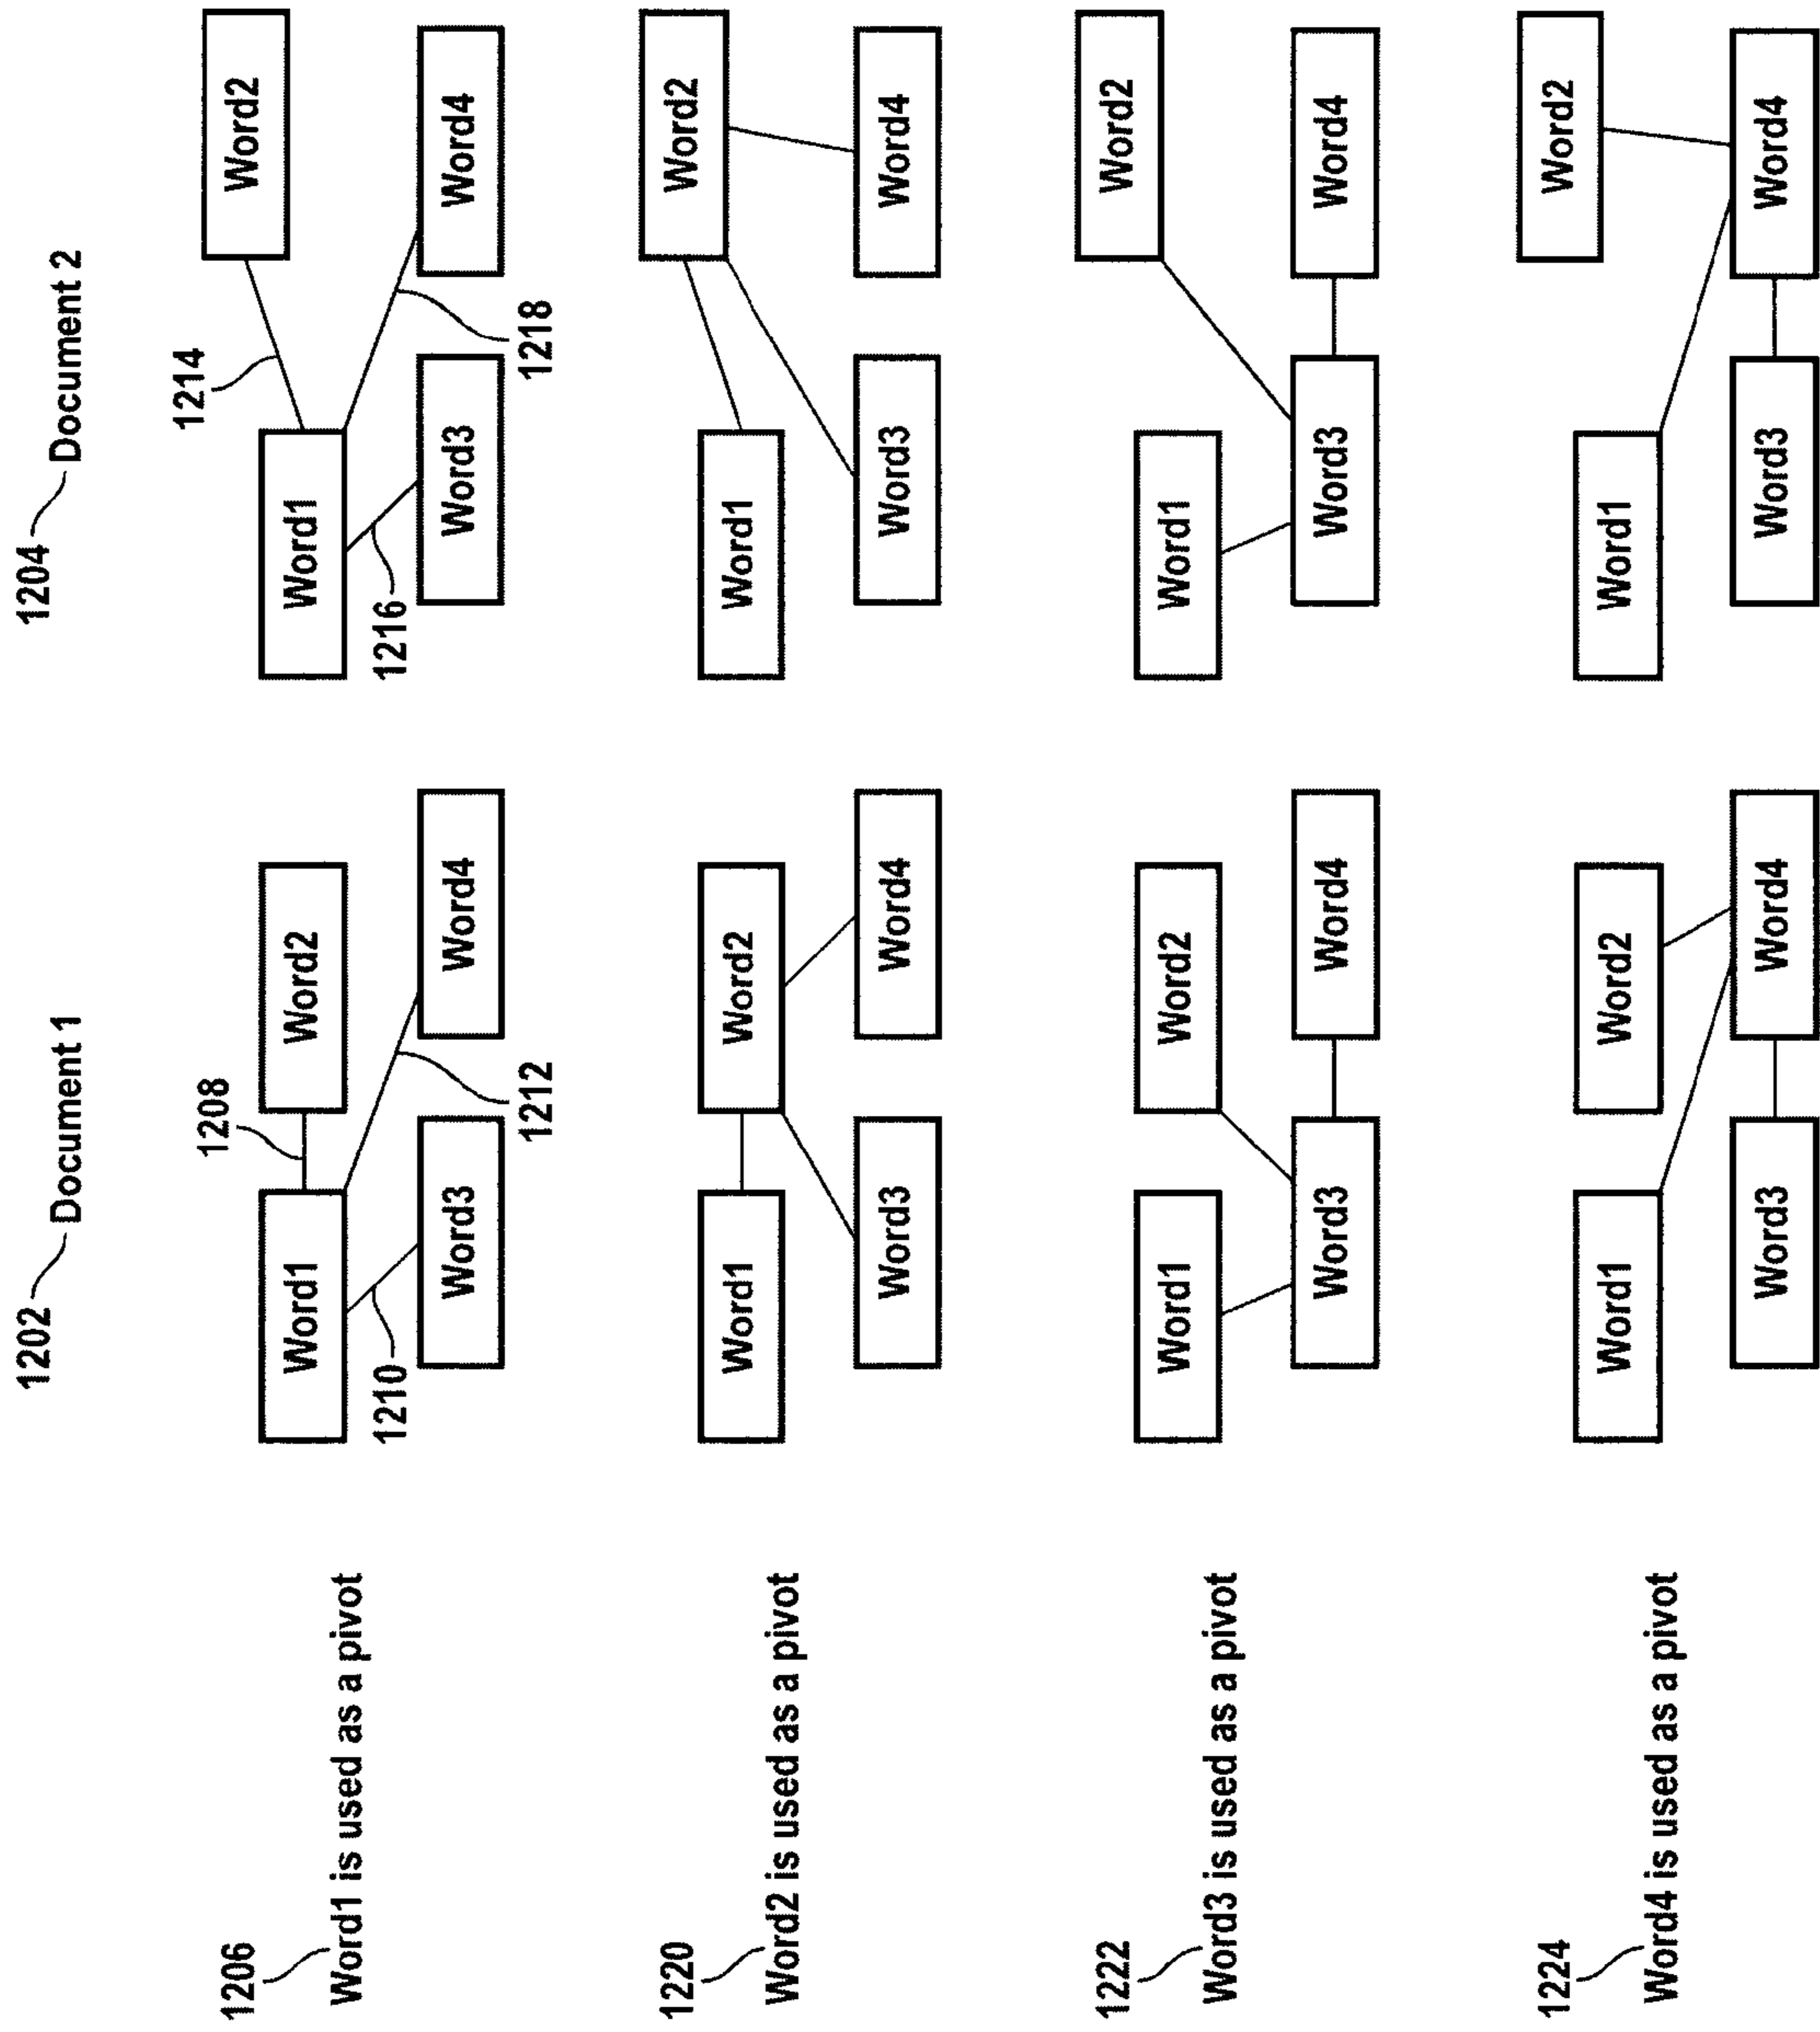 1202 Document 1
1204 Document 2
1206
Word1 is used as a pivot
1208
Word1
Word2
1210
Word3
Word4
1212
1214
Word2
Word1
1216
Word3
Word4
1218
1220
Word2 is used as a pivot
Word1
Word2
Word3
Word4
Word2
Word1
Word3
Word4
1222
Word3 is used as a pivot
Word1
Word2
Word3
Word4
Word2
Word1
Word3
Word4
1224
Word4 is used as a pivot
Word1
Word2
Word3
Word4
Word2
Word1
Word3
Word4